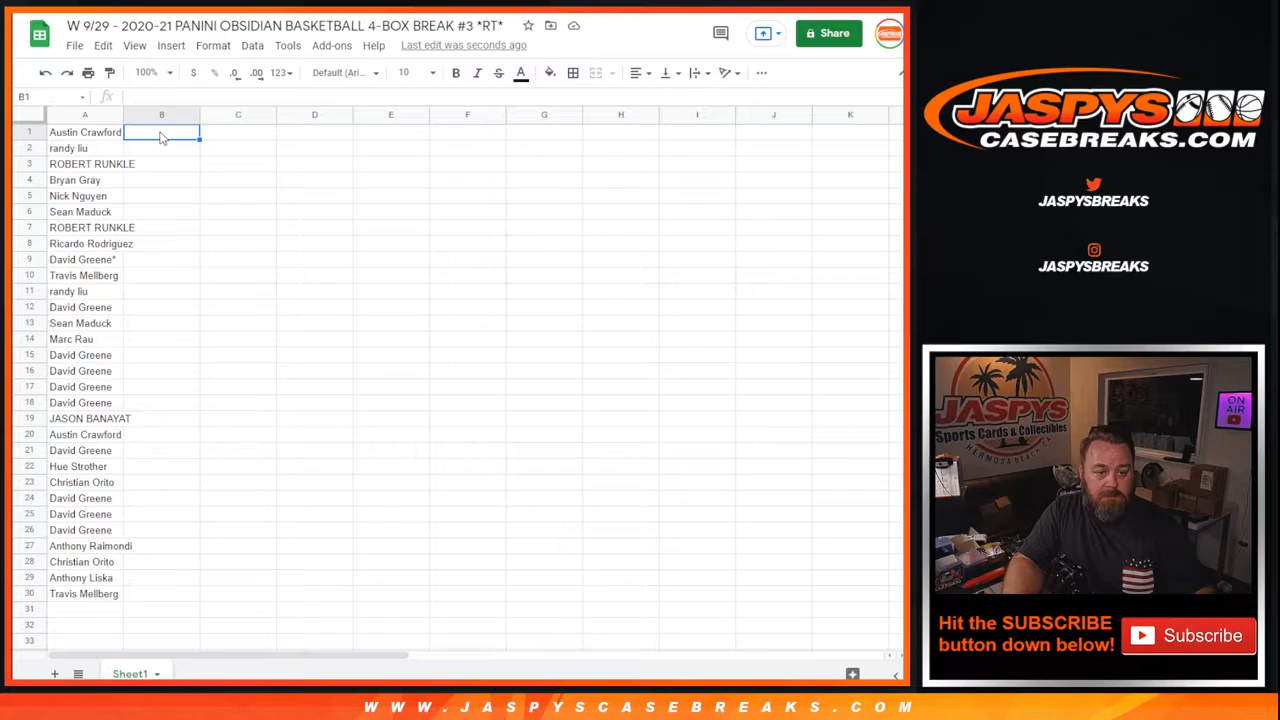 W 9/29 - 2020-21 PANINI OBSIDIAN BASKETBALL 4-BOX BREAK #3 *RT*
File Edit View Insert Format Data Tools Add-ons Help Last edit was seconds ago
Share
100% $ % .0 .00 123 Default (Ari... 10 B I S A
B1 fx
A B C D E F G H I J K
1 Austin Crawford
2 randy liu
3 ROBERT RUNKLE
4 Bryan Gray
5 Nick Nguyen
6 Sean Maduck
7 ROBERT RUNKLE
8 Ricardo Rodriguez
9 David Greene*
10 Travis Mellberg
11 randy liu
12 David Greene
13 Sean Maduck
14 Marc Rau
15 David Greene
16 David Greene
17 David Greene
18 David Greene
19 JASON BANAYAT
20 Austin Crawford
21 David Greene
22 Hue Strother
23 Christian Orito
24 David Greene
25 David Greene
26 David Greene
27 Anthony Raimondi
28 Christian Orito
29 Anthony Liska
30 Travis Mellberg
31
32
33
Sheet1
JASPYS
CASEBREAKS.COM
JASPYSBREAKS
JASPYSBREAKS
JASPYS
Sports Cards & Collectibles
HERMOSA BEACH CA
ON AIR
Hit the SUBSCRIBE
button down below!
Subscribe
WWW.JASPYSCASEBREAKS.COM